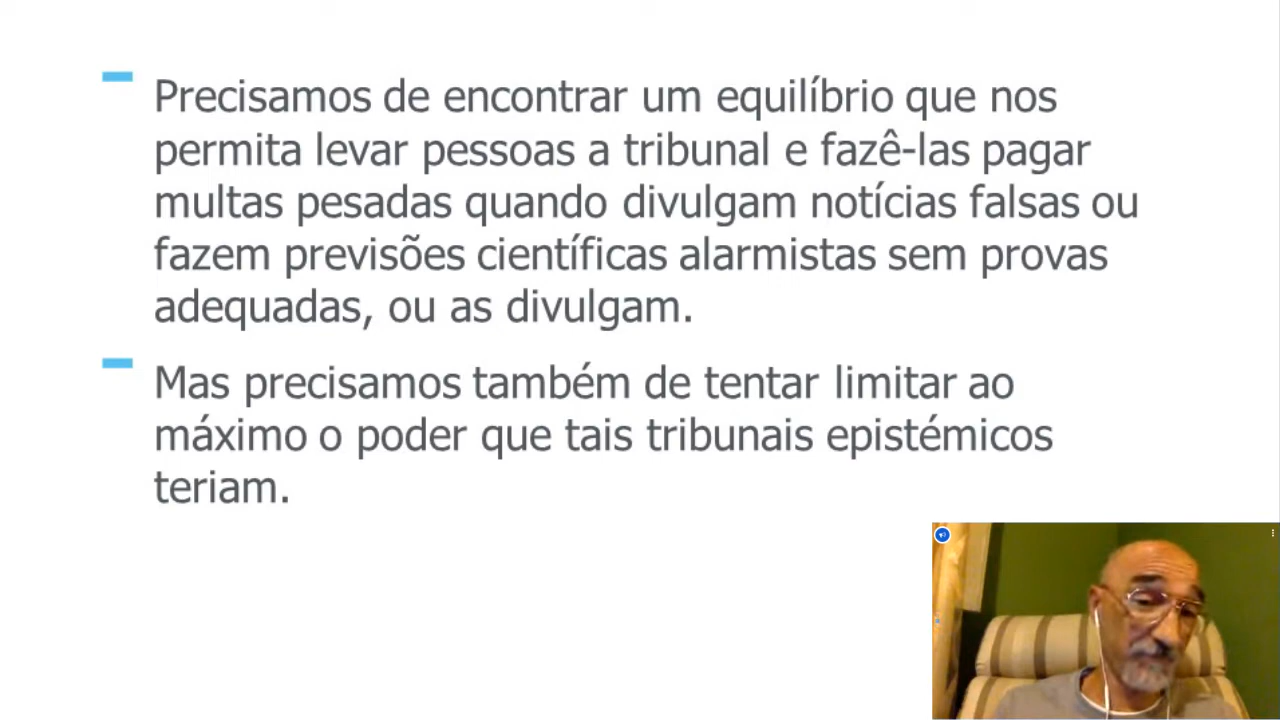 Precisamos de encontrar um equilíbrio que nos
permita levar pessoas a tribunal e fazê-las pagar
multas pesadas quando divulgam notícias falsas ou
fazem previsões científicas alarmistas sem provas
adequadas, ou as divulgam.
Mas precisamos também de tentar limitar ao
máximo o poder que tais tribunais epistémicos
teriam.